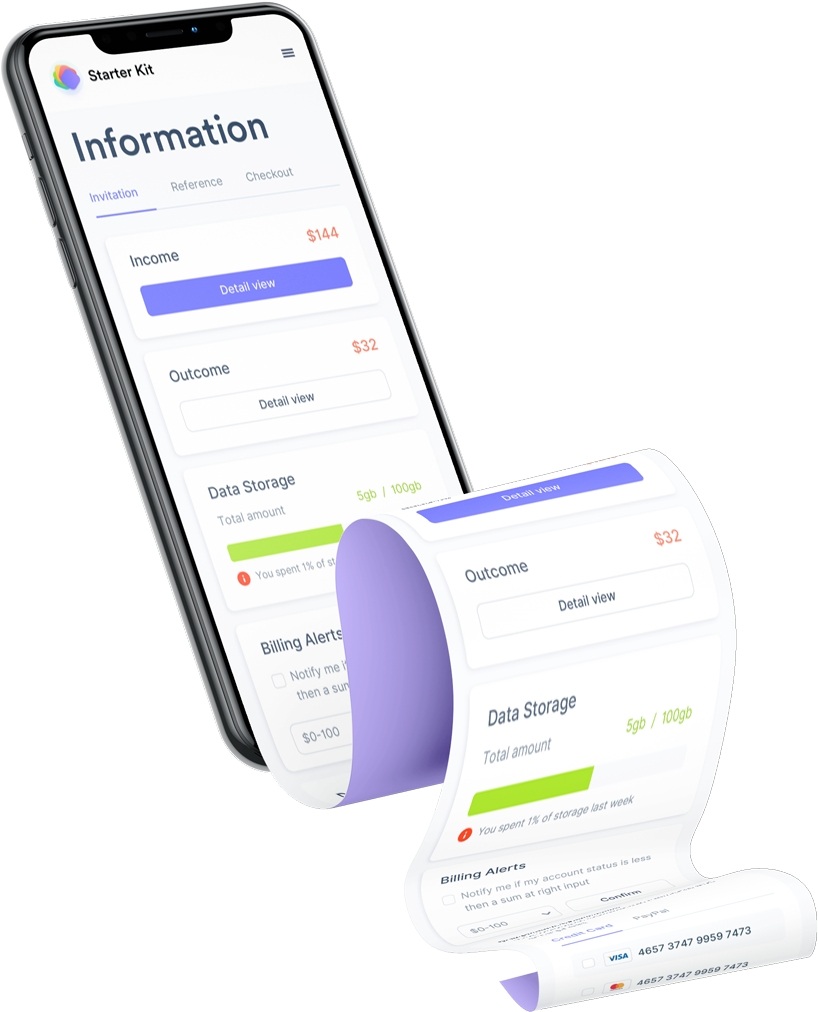 Starter Kit
Information
Invitation Reference Checkout
Income $144
Detail view
Outcome $32
Detail view
Data Storage
Total amount 5gb / 100gb
You spent 1% of st
Billing Alerts
Notify me i
then a sun
$0-100
Detail view
Outcome $32
Detail view
Data Storage
Total amount 5gb / 100gb
You spent 1% of storage last week
Billing Alerts
Notify me if my account status is less
then a sum at right input
$0-100 Confirm
Credit Card PayPal
VISA 4657 3747 9959 7473
4657 3747 9959 7473